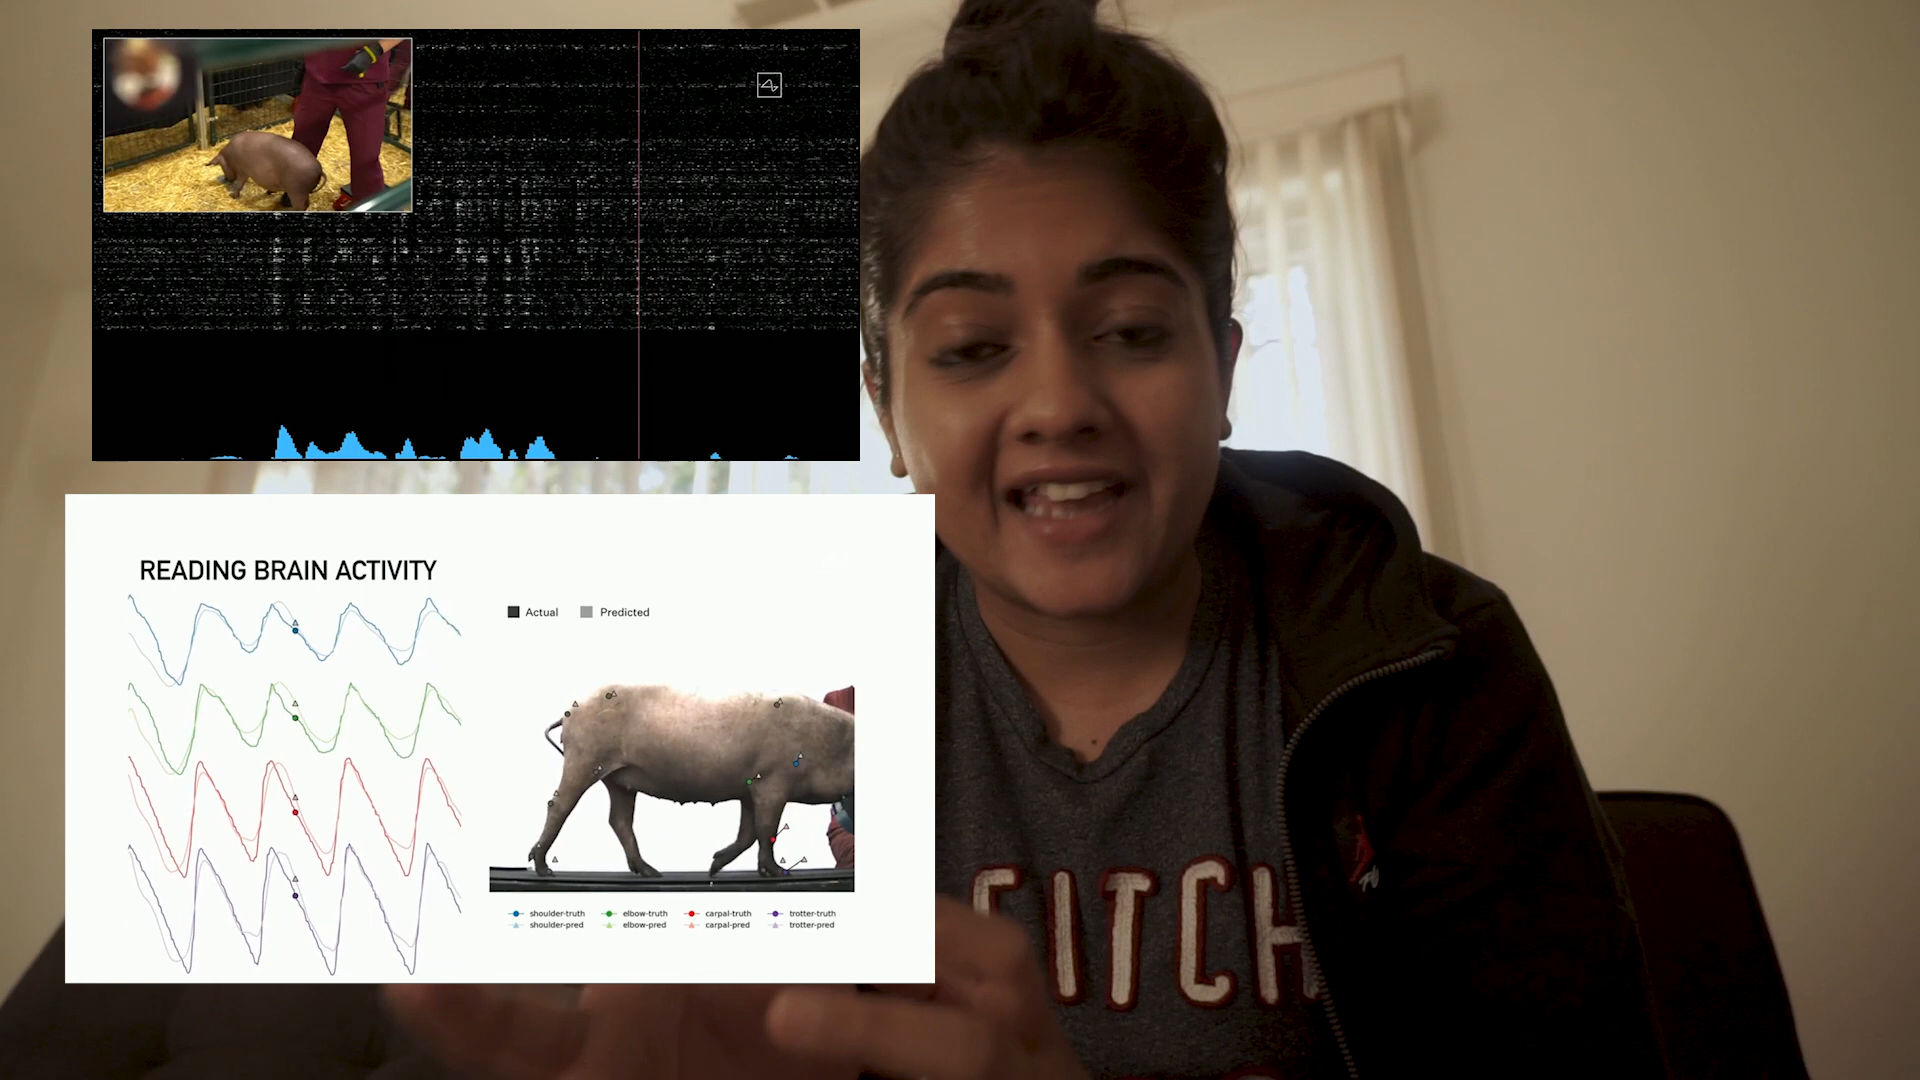 READING BRAIN ACTIVITY
Actual Predicted
shoulder-truth elbow-truth carpal-truth trotter-truth
shoulder-pred elbow-pred carpal-pred trotter-pred
FITCH